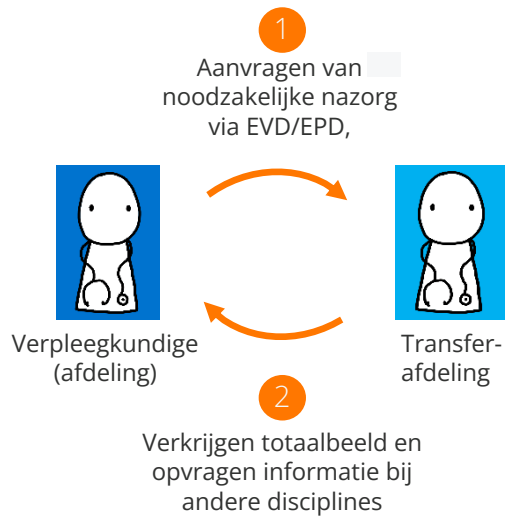 1
Aanvragen van
noodzakelijke nazorg
via EVD/EPD,
Verpleegkundige
(afdeling)
Transfer-
afdeling
2
Verkrijgen totaalbeeld en
opvragen informatie bij
andere disciplines